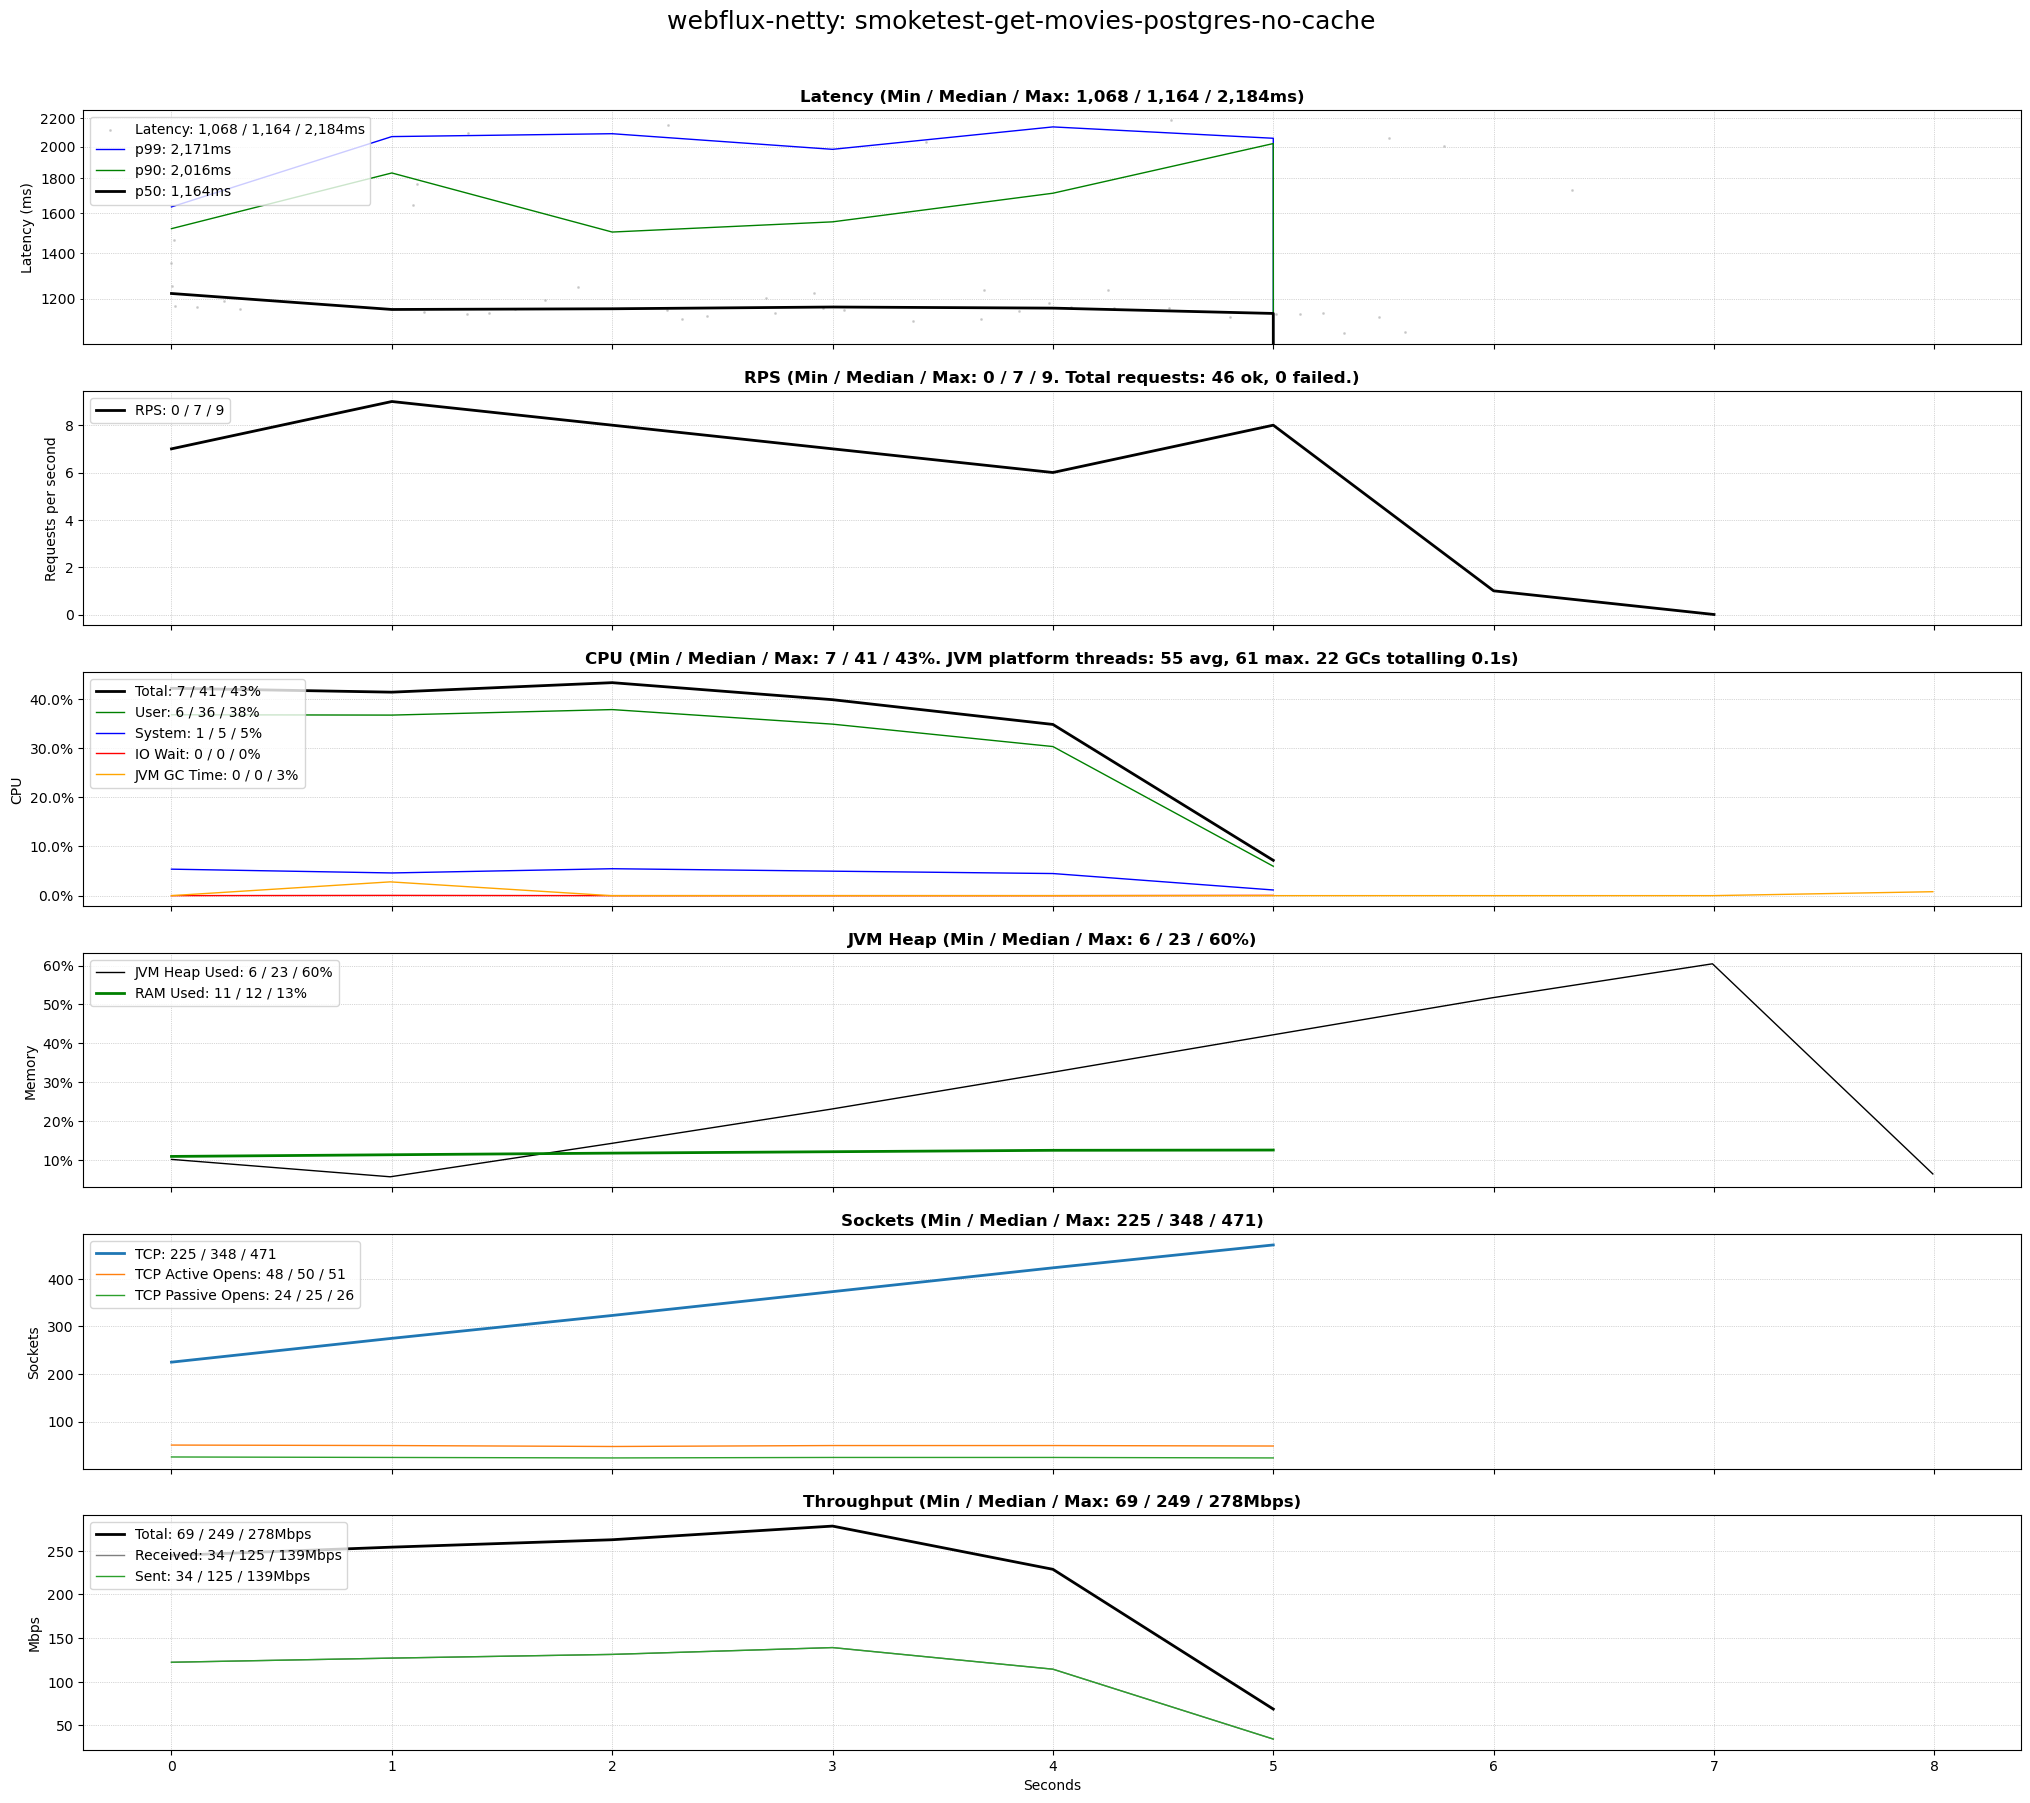 webflux-netty: smoketest-get-movies-postgres-no-cache
Latency (Min / Median / Max: 1,068 / 1,164 / 2,184ms)
Latency (ms)
2200
2000
1800
1600
1400
1200
Latency: 1,068 / 1,164 / 2,184ms
p99: 2,171ms
p90: 2,016ms
p50: 1,164ms
RPS (Min / Median / Max: 0 / 7 / 9. Total requests: 46 ok, 0 failed.)
Requests per second
8
6
4
2
0
RPS: 0 / 7 / 9
CPU (Min / Median / Max: 7 / 41 / 43%. JVM platform threads: 55 avg, 61 max. 22 GCs totalling 0.1s)
CPU
40.0%
30.0%
20.0%
10.0%
0.0%
Total: 7 / 41 / 43%
User: 6 / 36 / 38%
System: 1 / 5 / 5%
IO Wait: 0 / 0 / 0%
JVM GC Time: 0 / 0 / 3%
JVM Heap (Min / Median / Max: 6 / 23 / 60%)
Memory
60%
50%
40%
30%
20%
10%
JVM Heap Used: 6 / 23 / 60%
RAM Used: 11 / 12 / 13%
Sockets (Min / Median / Max: 225 / 348 / 471)
Sockets
400
300
200
100
TCP: 225 / 348 / 471
TCP Active Opens: 48 / 50 / 51
TCP Passive Opens: 24 / 25 / 26
Throughput (Min / Median / Max: 69 / 249 / 278Mbps)
Mbps
250
200
150
100
50
Total: 69 / 249 / 278Mbps
Received: 34 / 125 / 139Mbps
Sent: 34 / 125 / 139Mbps
0 1 2 3 4 5 6 7 8
Seconds